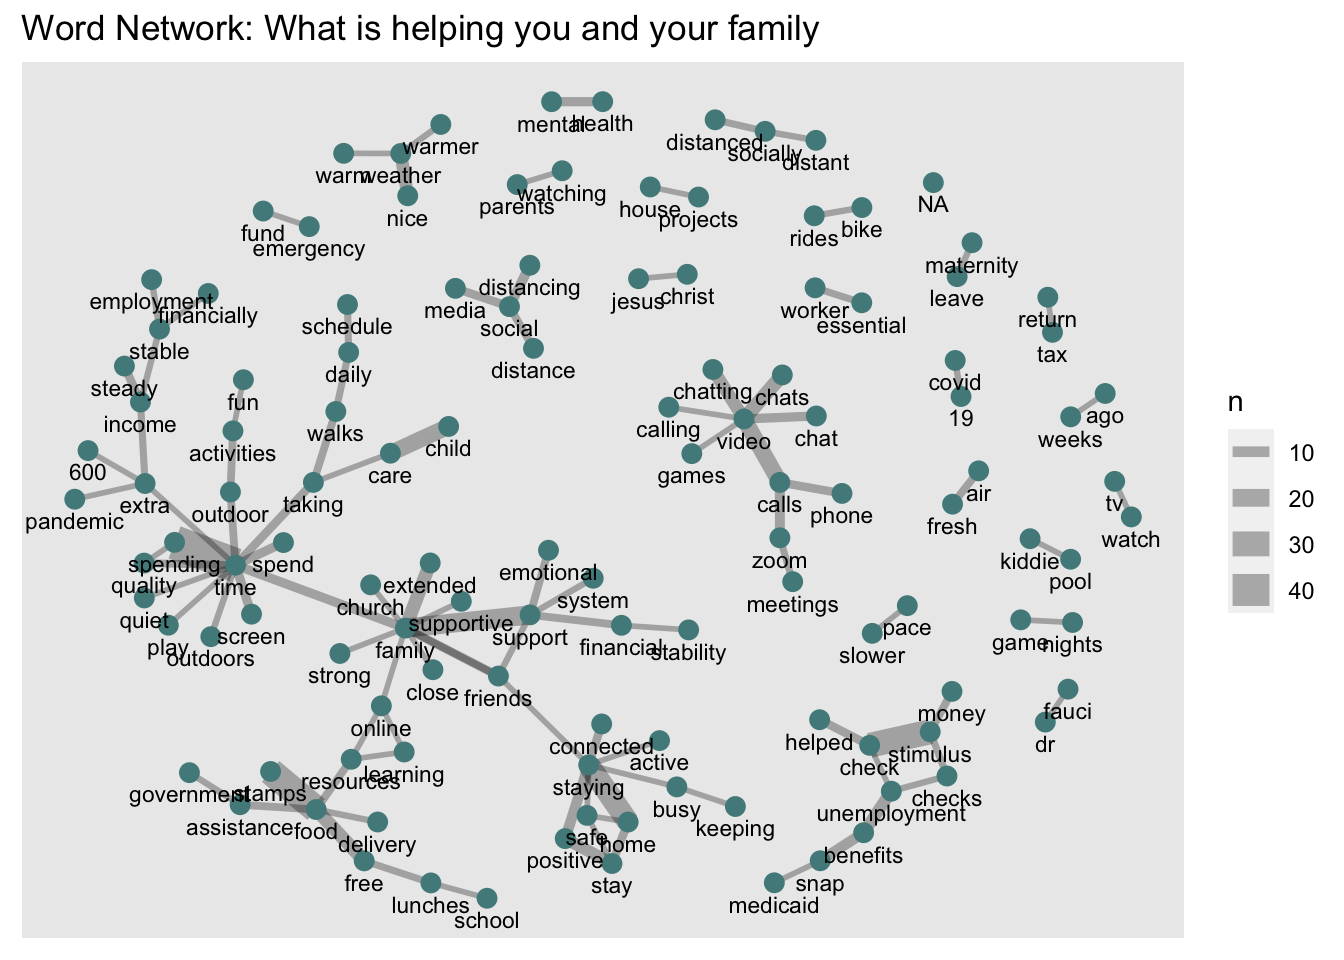 Word Network: What is helping you and your family
mental
health
distanced
socially
distant
warmer
warm
weather
nice
parents
watching
house
projects
NA
rides
bike
fund
emergency
maternity
leave
employment
financially
stable
schedule
media
distancing
social
distance
jesus
christ
worker
essential
return
tax
steady
income
daily
fun
activities
walks
care
child
chatting
chats
calling
video
chat
games
calls
phone
zoom
meetings
covid
19
ago
weeks
600
pandemic
extra
outdoor
taking
air
fresh
tv
watch
n
10
20
30
40
spending
quality
time
spend
quiet
play
outdoors
screen
church
extended
supportive
family
strong
close
friends
emotional
system
support
financial
stability
kiddie
pool
pace
slower
game
nights
fauci
dr
online
resources
learning
government
stamps
assistance
food
delivery
free
lunches
school
connected
active
staying
busy
keeping
safe
home
positive
stay
helped
check
money
stimulus
checks
unemployment
benefits
snap
medicaid